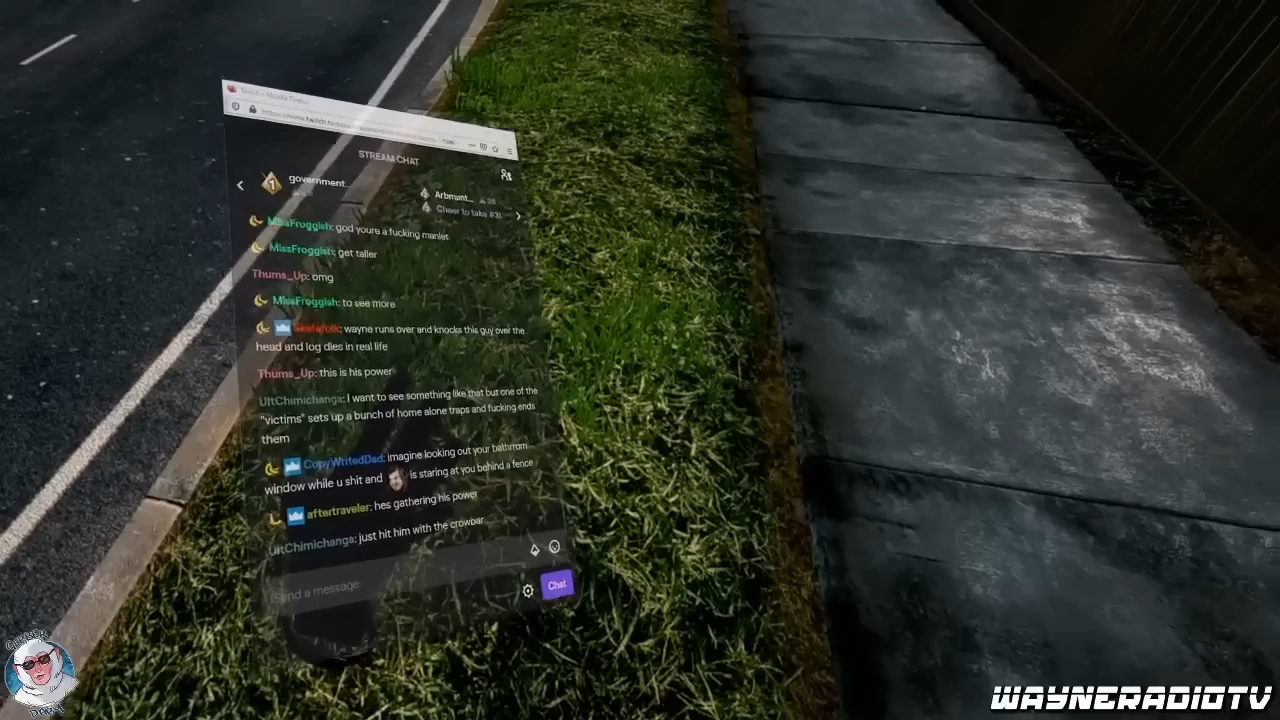 STREAM CHAT
government...
Arbmant_ 26
Cheer to take #3!
MissFroggish: god youre a fucking manlet
MissFroggish: get taller
Thums_Up: omg
MissFroggish: to see more
Skatefolk: wayne runs over and knocks this guy over the
head and log dies in real life
Thums_Up: this is his power
UltChimichanga: I want to see something like that but one of the
"victims" sets up a bunch of home alone traps and fucking ends
them
CopyWritedDad: imagine looking out your bathrrom
window while u shit and is staring at you behind a fence
aftertraveler: hes gathering his power
UltChimichanga: just hit him with the crowbar
Send a message
Chat
WAYNERADIOTV